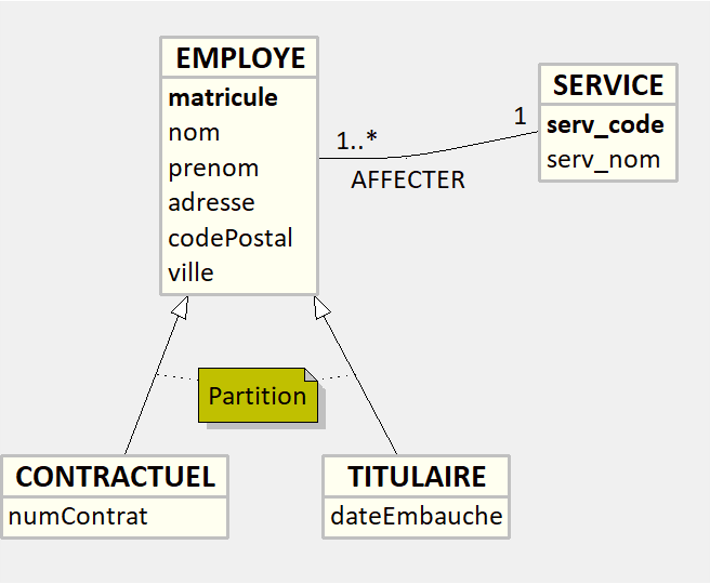 EMPLOYE
matricule
nom
prenom
adresse
codePostal
ville
1..*
1
AFFECTER
SERVICE
serv_code
serv_nom
Partition
CONTRACTUEL
numContrat
TITULAIRE
dateEmbauche